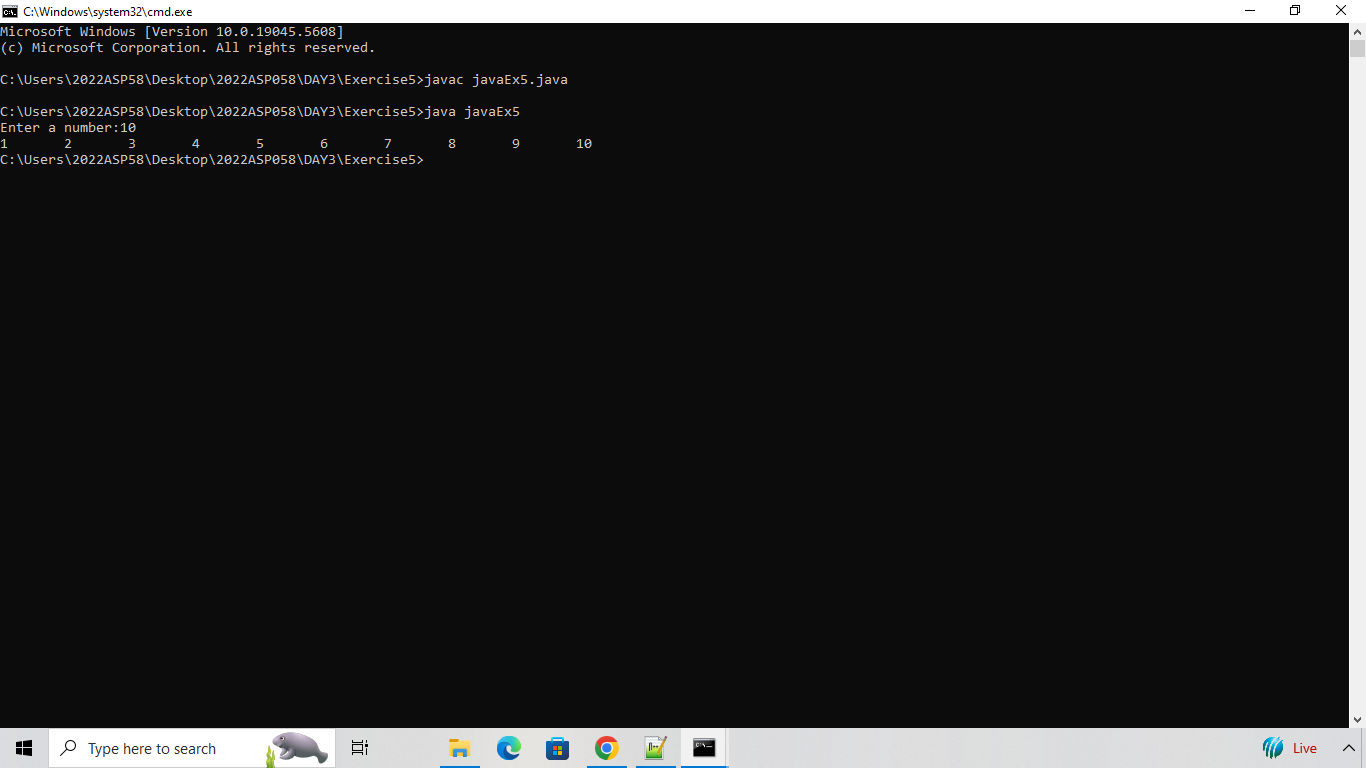 C:\Windows\system32\cmd.exe
Microsoft Windows [Version 10.0.19045.5608]
(c) Microsoft Corporation. All rights reserved.
C:\Users\2022ASP58\Desktop\2022ASP058\DAY3\Exercise5>javac javaEx5.java
C:\Users\2022ASP58\Desktop\2022ASP058\DAY3\Exercise5>java javaEx5
Enter a number:10
1 2 3 4 5 6 7 8 9 10
C:\Users\2022ASP58\Desktop\2022ASP058\DAY3\Exercise5>
Type here to search
Live